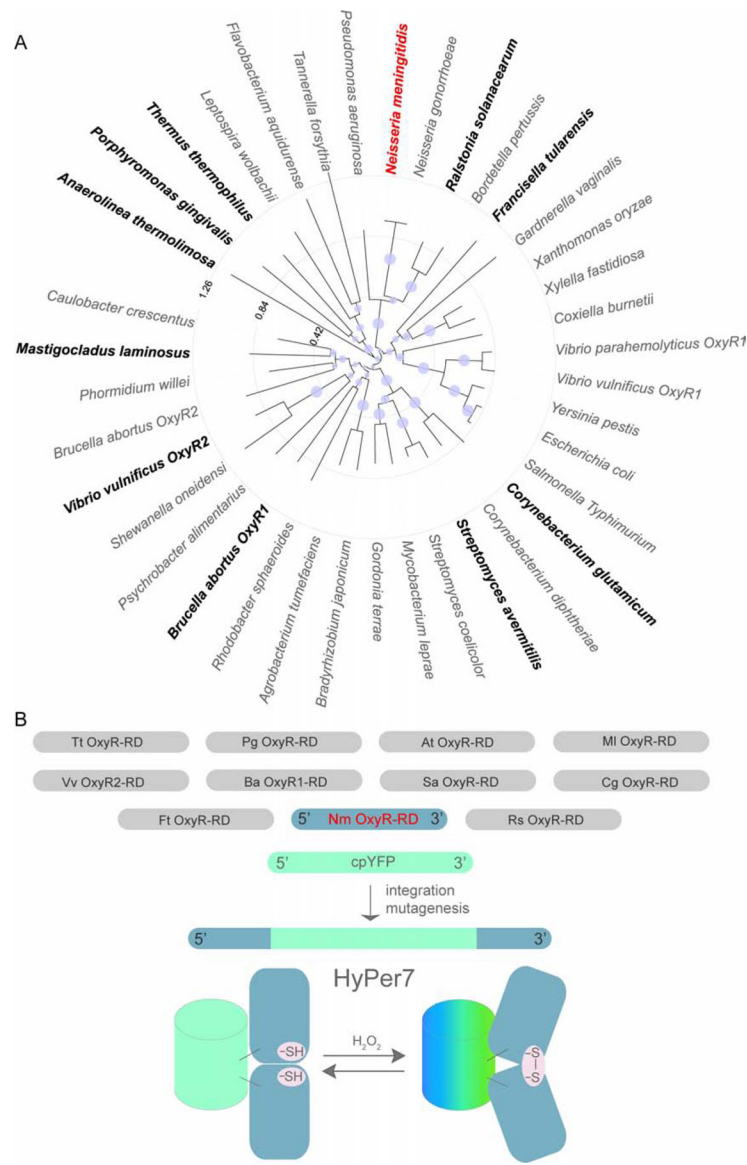 A
Anaerolinea thermolimosa
Porphyromonas gingivalis
Thermus thermophilus
Leptospira wolbachii
Flavobacterium aquidurense
Tannerella forsythia
Pseudomonas aeruginosa
Neisseria meningitidis
Neisseria gonorrhoeae
Ralstonia solanacearum
Bordetella pertussis
Francisella tularensis
Gardnerella vaginalis
Xanthomonas oryzae
Xylella fastidiosa
Coxiella burnetii
Vibrio parahemolyticus OxyR1
Vibrio vulnificus OxyR1
Yersinia pestis
Escherichia coli
Salmonella Typhimurium
Corynebacterium glutamicum
Corynebacterium diphtheriae
Streptomyces avermitilis
Streptomyces coelicolor
Mycobacterium leprae
Gordonia terrae
Bradyrhizobium japonicum
Agrobacterium tumefaciens
Rhodobacter sphaeroides
Brucella abortus OxyR1
Psychrobacter alimentarius
Shewanella oneidensi
Vibrio vulnificus OxyR2
Brucella abortus OxyR2
Phormidium willei
Mastigocladus laminosus
Caulobacter crescentus
1.26
0.84
0.42
B
Tt OxyR-RD
Pg OxyR-RD
At OxyR-RD
Ml OxyR-RD
Vv OxyR2-RD
Ba OxyR1-RD
Sa OxyR-RD
Cg OxyR-RD
Ft OxyR-RD
5' Nm OxyR-RD 3'
Rs OxyR-RD
5' cpYFP 3'
integration
mutagenesis
5' 3'
HyPer7
-SH
-SH
H₂O₂
-S
-S